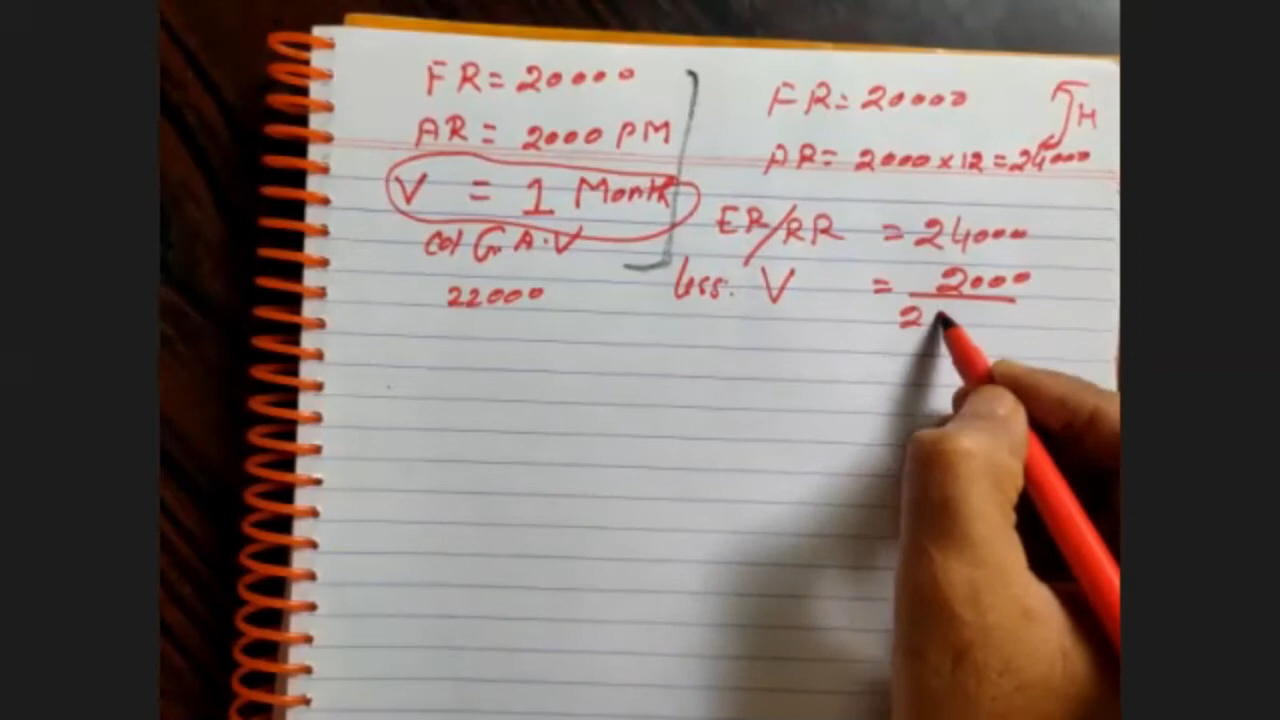 FR = 20000
AR = 2000 PM
V = 1 Month
cal G.A.V
22000
FR = 20000
AR = 2000 × 12 = 24000
H
ER/RR = 24000
less. V = 2000
2